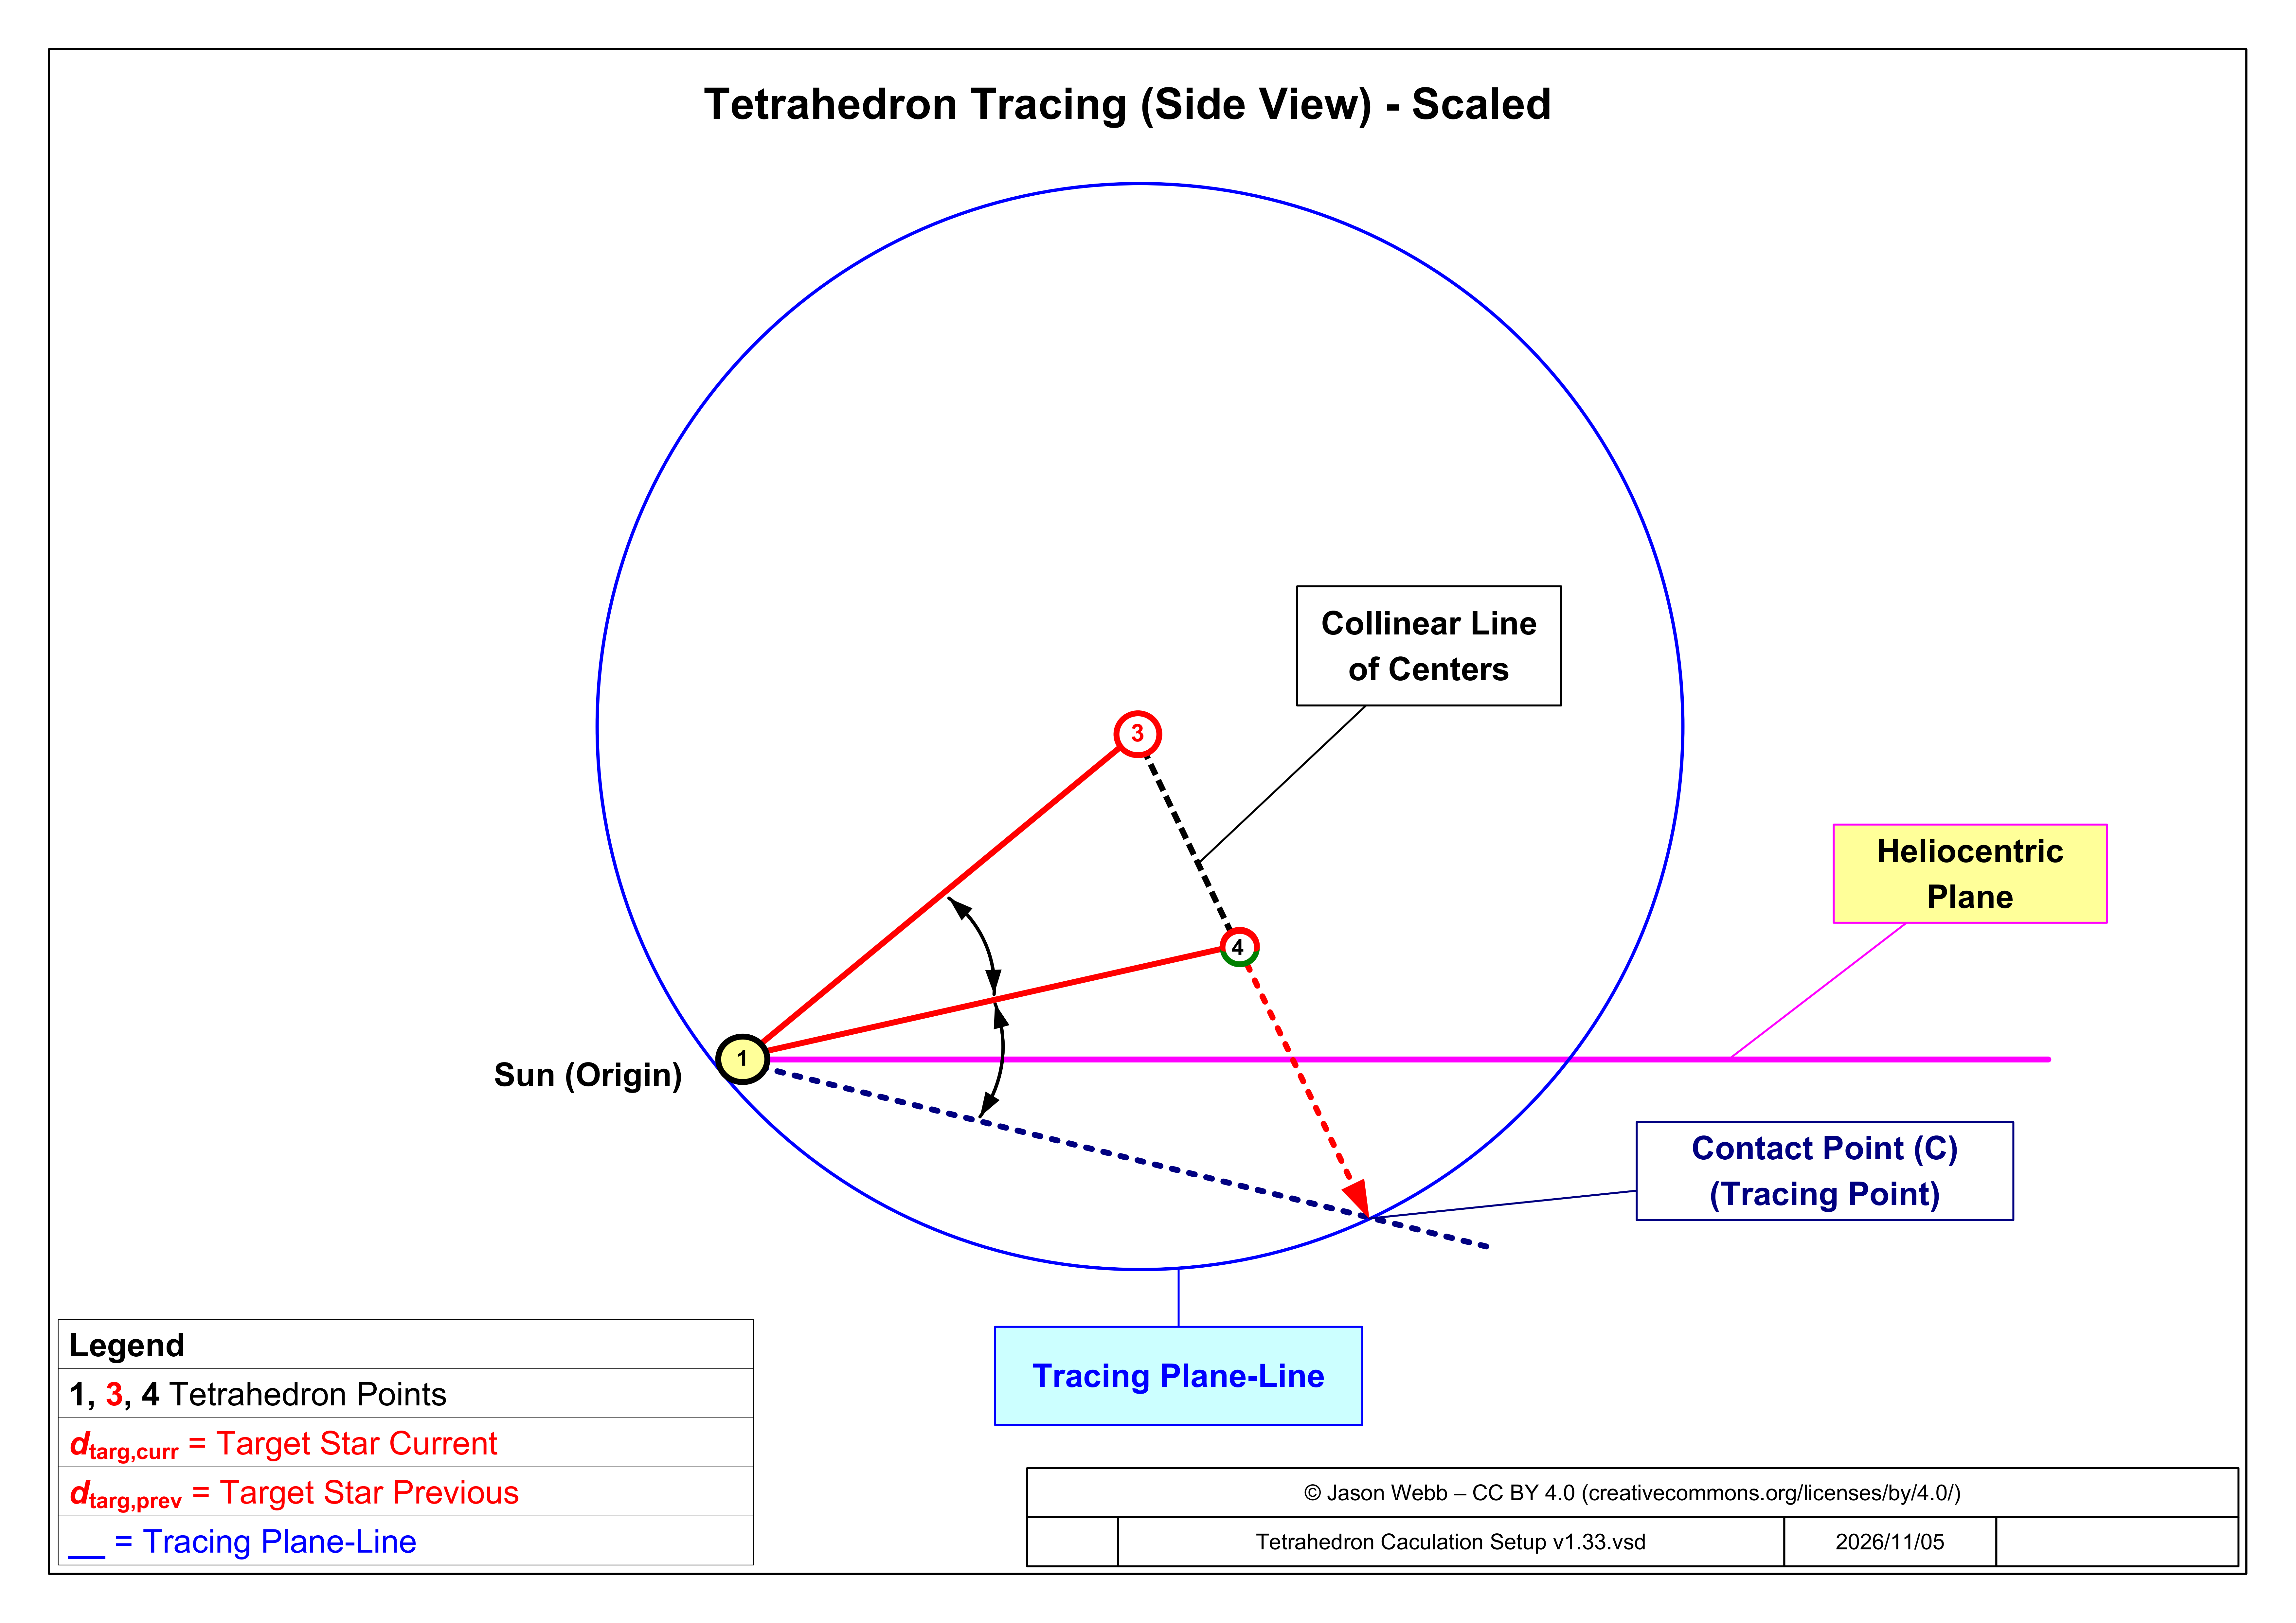 Tetrahedron Tracing (Side View) - Scaled
Collinear Line
of Centers
3
Heliocentric
Plane
4
1
Sun (Origin)
Contact Point (C)
(Tracing Point)
Tracing Plane-Line
Legend
1, 3, 4 Tetrahedron Points
dtarg,curr = Target Star Current
dtarg,prev = Target Star Previous
__ = Tracing Plane-Line
© Jason Webb – CC BY 4.0 (creativecommons.org/licenses/by/4.0/)
Tetrahedron Caculation Setup v1.33.vsd
2026/11/05